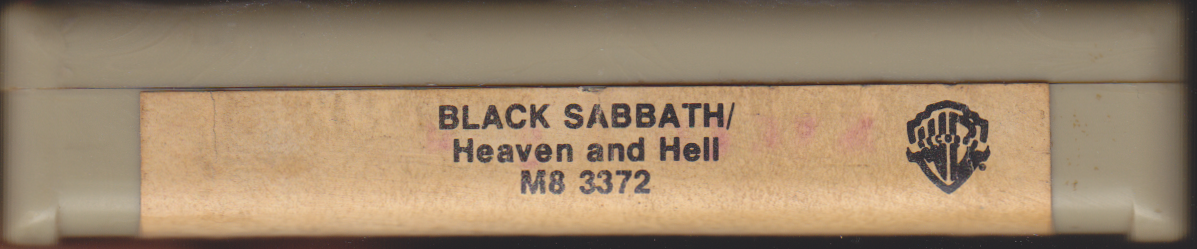 BLACK SABBATH/
Heaven and Hell
M8 3372